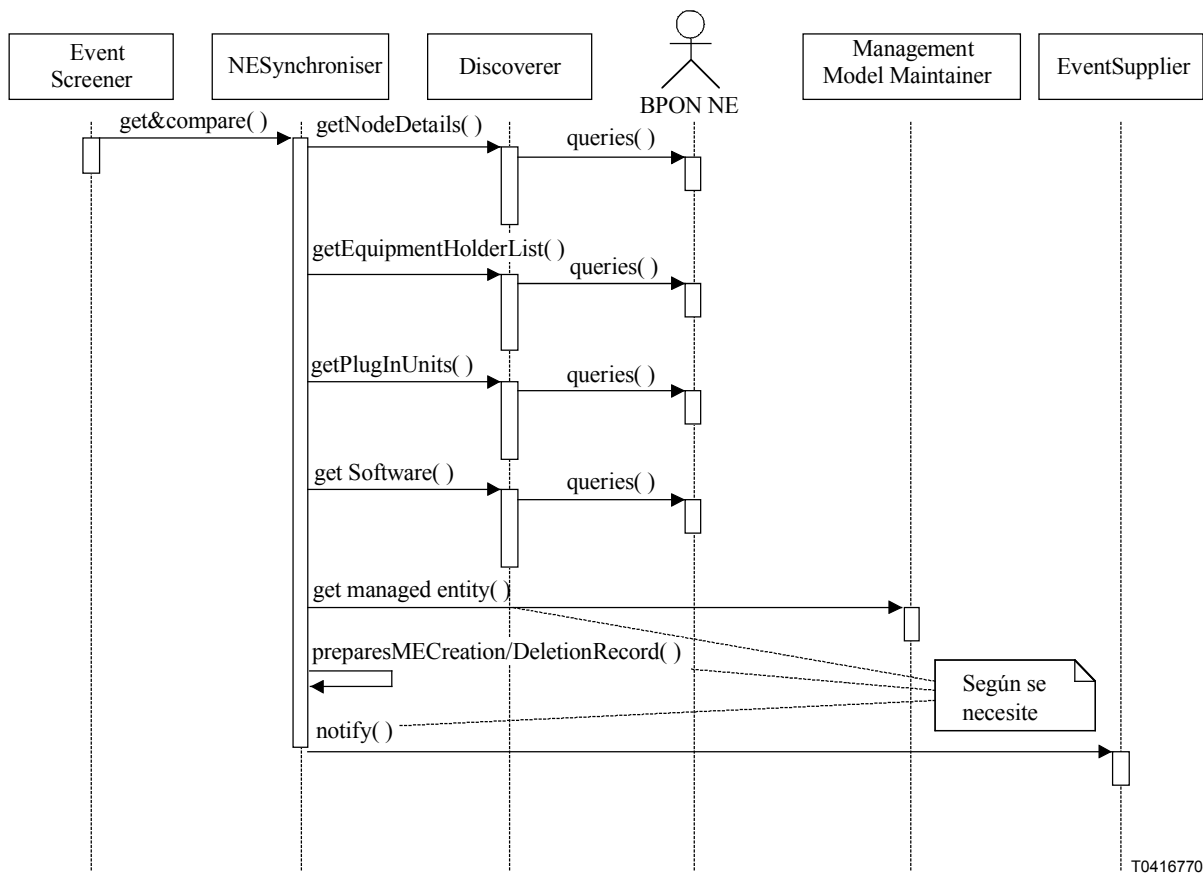 Event
Screener
NESynchroniser
Discoverer
BPON NE
Management
Model Maintainer
EventSupplier
get&compare( )
getNodeDetails( )
queries( )
getEquipmentHolderList( )
queries( )
getPlugInUnits( )
queries( )
get Software( )
queries( )
get managed entity( )
preparesMECreation/DeletionRecord( )
Según se
necesite
notify( )
T0416770